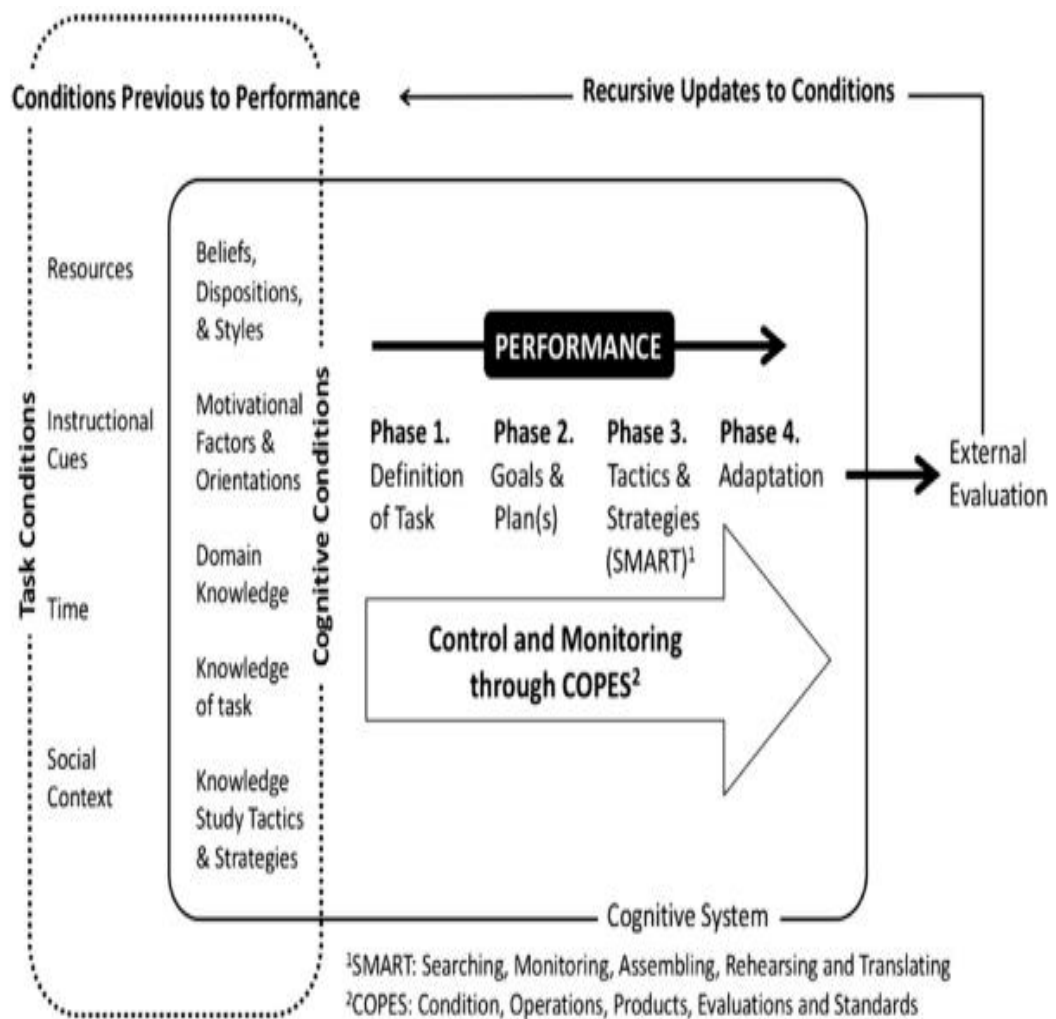 Conditions Previous to Performance
Recursive Updates to Conditions
Task Conditions
Resources
Instructional
Cues
Time
Social
Context
Cognitive Conditions
Beliefs,
Dispositions,
& Styles
Motivational
Factors &
Orientations
Domain
Knowledge
Knowledge
of task
Knowledge
Study Tactics
& Strategies
PERFORMANCE
Phase 1.
Definition
of Task
Phase 2.
Goals &
Plan(s)
Phase 3.
Tactics &
Strategies
(SMART)¹
Phase 4.
Adaptation
External
Evaluation
Control and Monitoring
through COPES²
Cognitive System
¹SMART: Searching, Monitoring, Assembling, Rehearsing and Translating
²COPES: Condition, Operations, Products, Evaluations and Standards